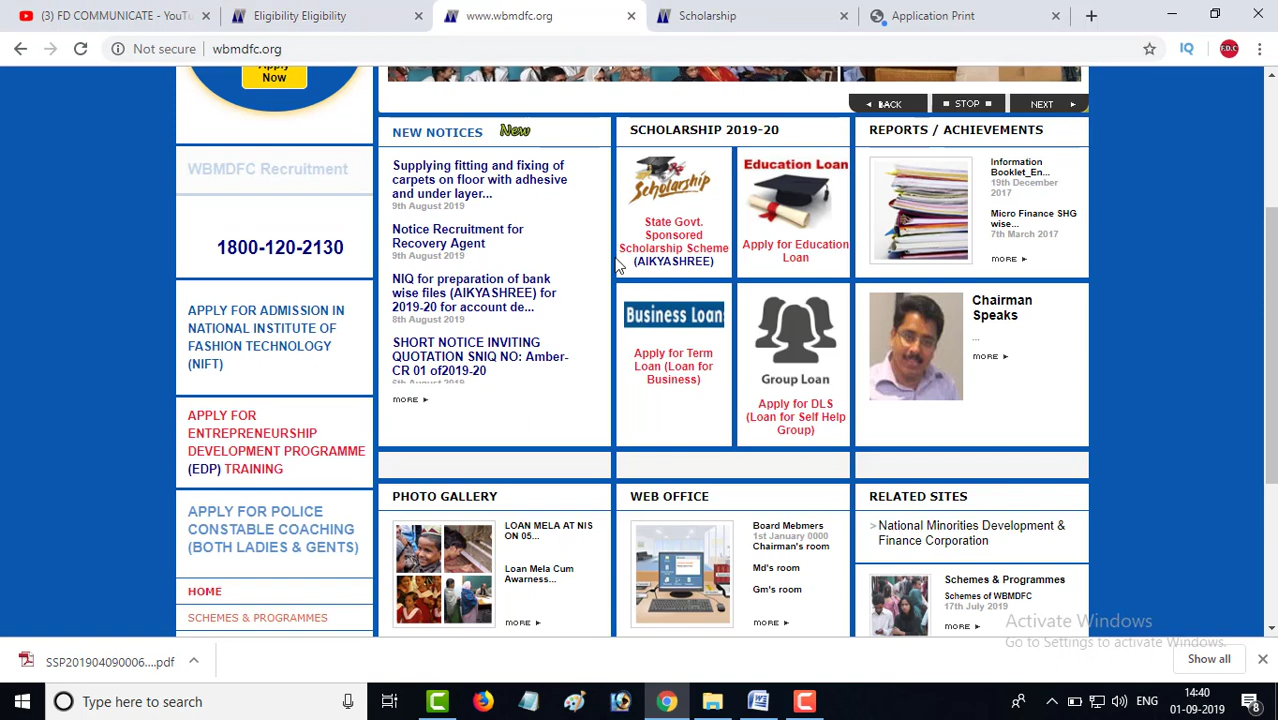 (3) FD COMMUNICATE - YouTu
Eligibility Eligibility
www.wbmdfc.org
Scholarship
Application Print
Not secure
wbmdfc.org
IQ
F.D.C
Apply
Now
◄ BACK
■ STOP ■
NEXT ►
WBMDFC Recruitment
1800-120-2130
APPLY FOR ADMISSION IN
NATIONAL INSTITUTE OF
FASHION TECHNOLOGY
(NIFT)
APPLY FOR
ENTREPRENEURSHIP
DEVELOPMENT PROGRAMME
(EDP) TRAINING
APPLY FOR POLICE
CONSTABLE COACHING
(BOTH LADIES & GENTS)
HOME
SCHEMES & PROGRAMMES
NEW NOTICES New
Supplying fitting and fixing of
carpets on floor with adhesive
and under layer...
9th August 2019
Notice Recruitment for
Recovery Agent
9th August 2019
NIQ for preparation of bank
wise files (AIKYASHREE) for
2019-20 for account de...
8th August 2019
SHORT NOTICE INVITING
QUOTATION SNIQ NO: Amber-
CR 01 of2019-20
6th August 2019
MORE ►
SCHOLARSHIP 2019-20
Scholarship
State Govt.
Sponsored
Scholarship Scheme
(AIKYASHREE)
Education Loan
Apply for Education
Loan
Business Loans
Apply for Term
Loan (Loan for
Business)
Group Loan
Apply for DLS
(Loan for Self Help
Group)
REPORTS / ACHIEVEMENTS
Information
Booklet_En...
19th December
2017
Micro Finance SHG
wise...
7th March 2017
MORE ►
Chairman
Speaks
...
MORE ►
PHOTO GALLERY
LOAN MELA AT NIS
ON 05...
Loan Mela Cum
Awarness...
MORE ►
WEB OFFICE
Board Mebmers
1st January 0000
Chairman's room
Md's room
Gm's room
MORE ►
RELATED SITES
> National Minorities Development &
Finance Corporation
Schemes & Programmes
Schemes of WBMDFC
17th July 2019
MORE ►
Activate Windows
Go to Settings to activate Windows.
SSP201904090006....pdf
Show all
Type here to search
ENG
14:40
01-09-2019
8